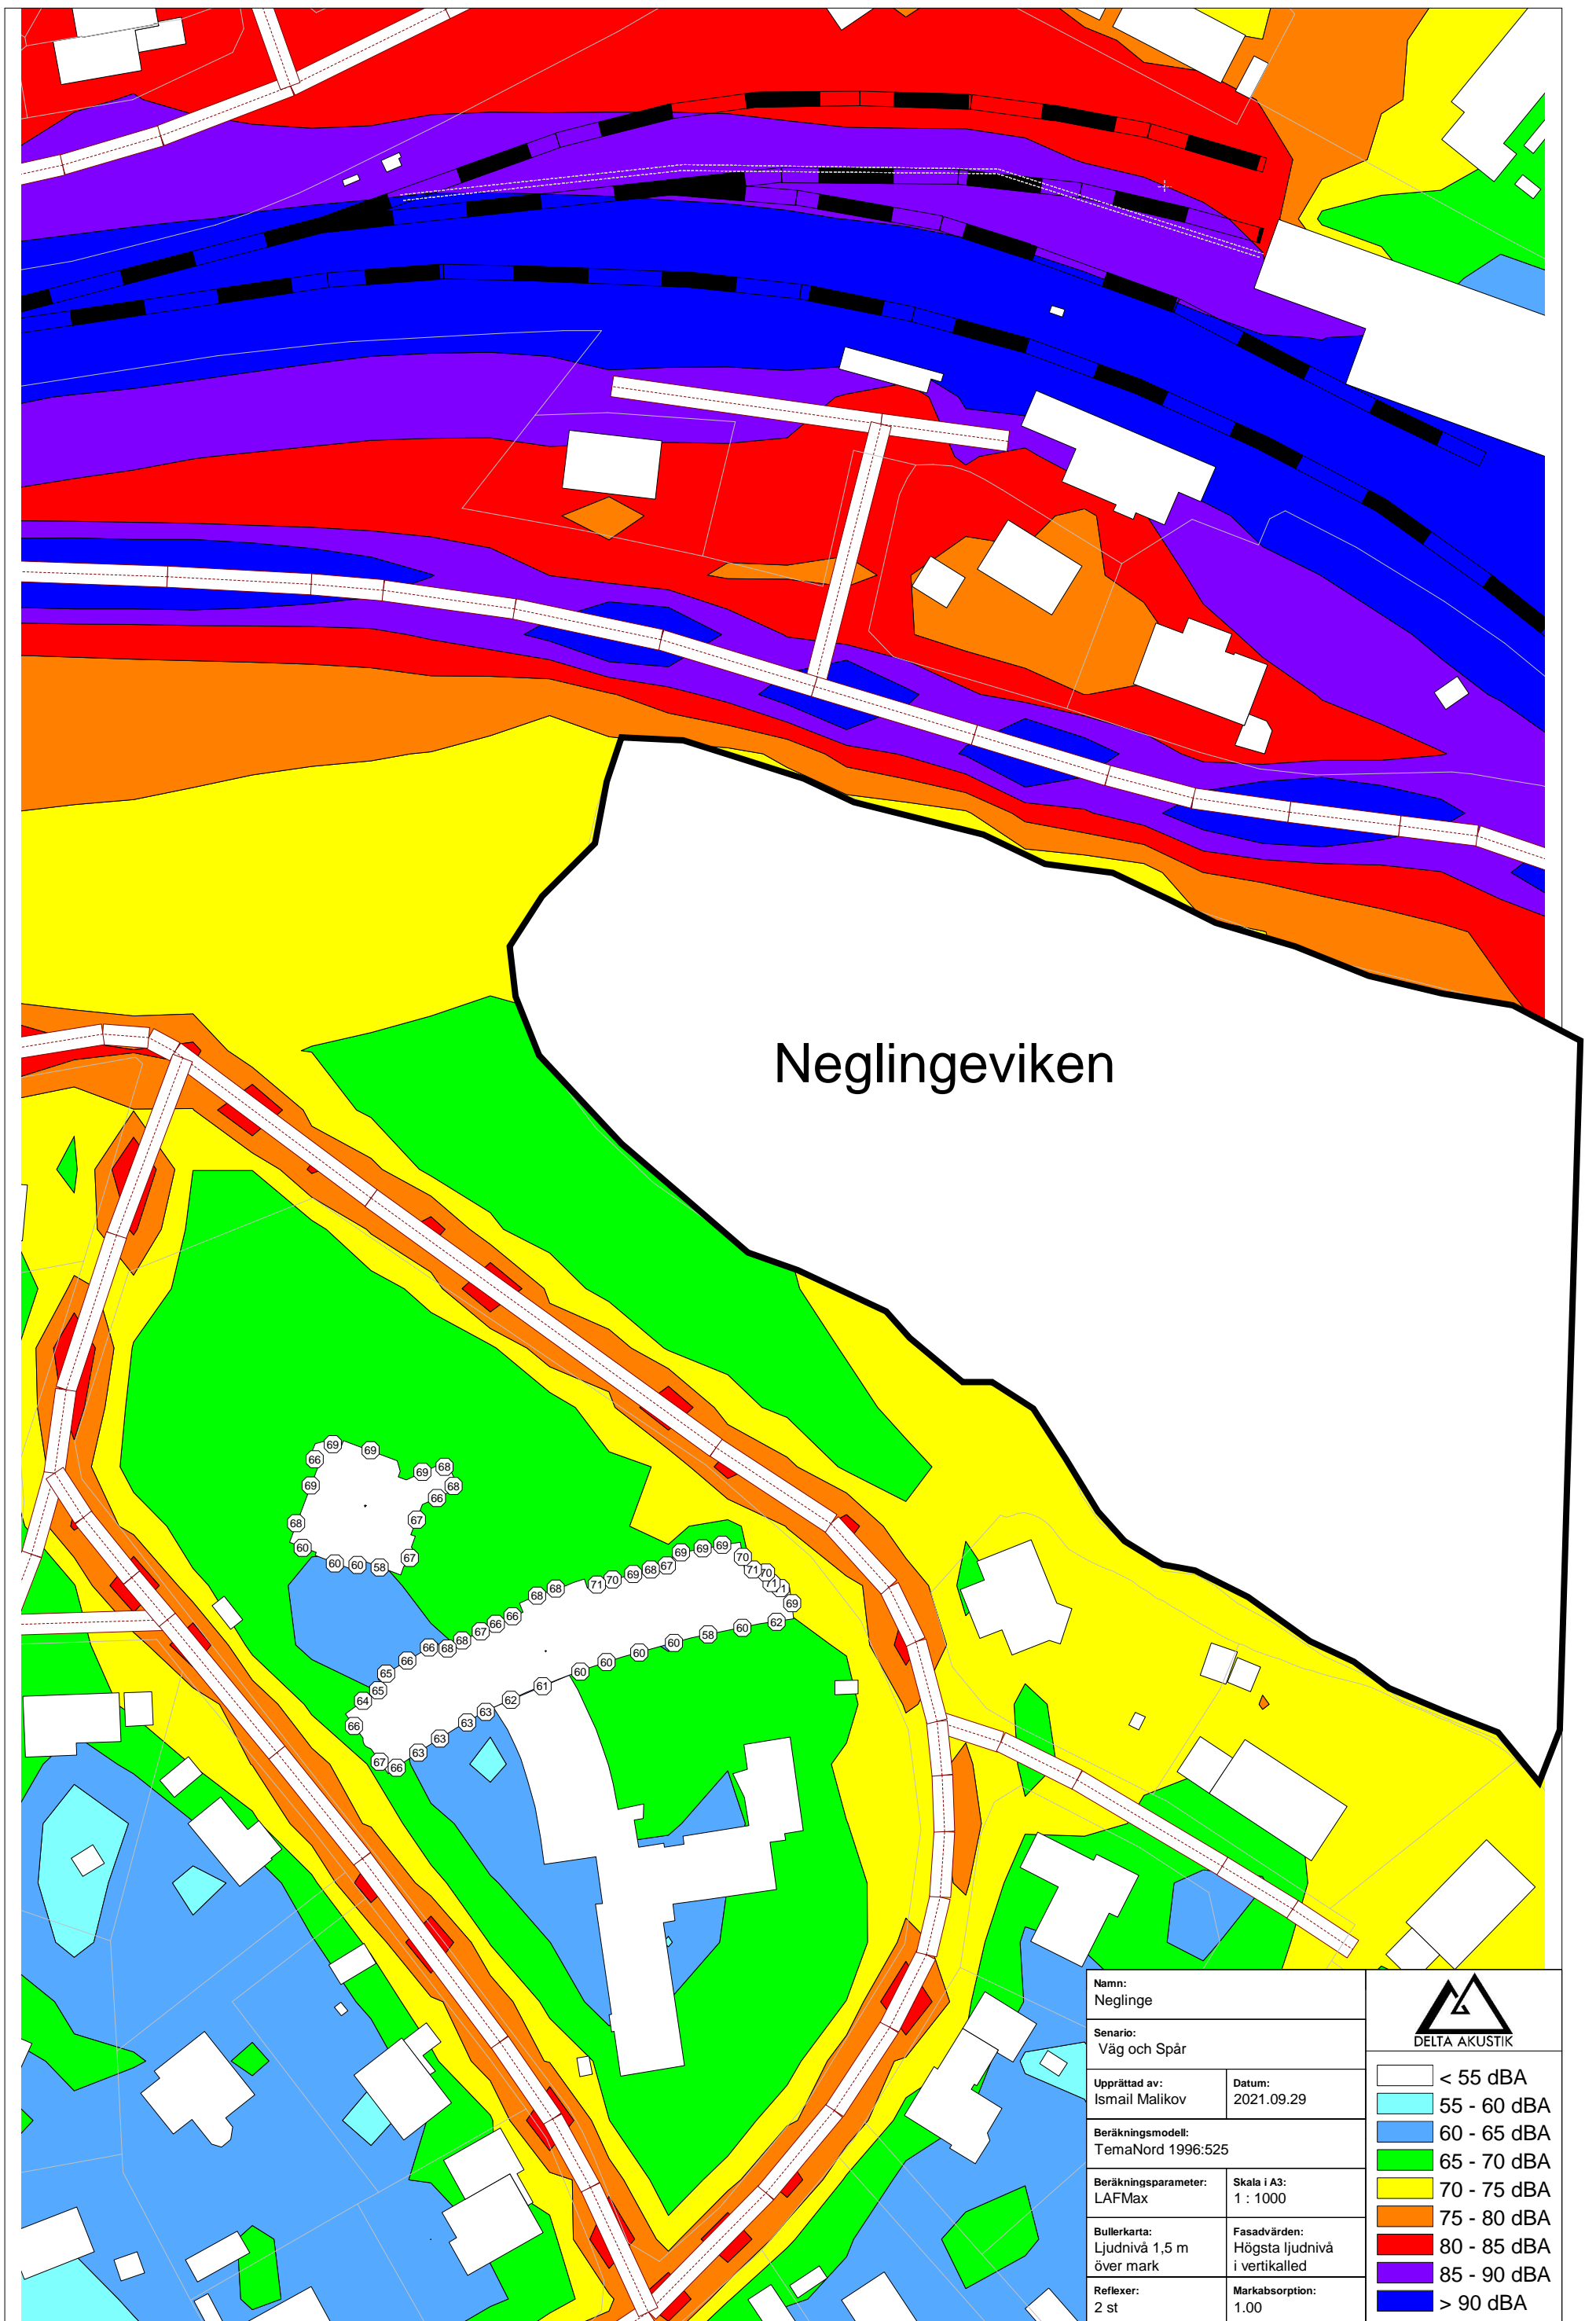 Neglingeviken
69
69
66
69
68
69
68
66
68
67
60
60
60
58
67
69
69
69
70
67
71
70
68
71
69
70
69
71
68
68
62
66
60
66
58
67
60
68
60
68
60
66
60
66
61
65
62
65
63
64
63
66
63
63
67
66
Namn:
Neglinge
Senario:
Väg och Spår
Upprättad av:
Ismail Malikov
Datum:
2021.09.29
Beräkningsmodell:
TemaNord 1996:525
Beräkningsparameter:
LAFMax
Skala i A3:
1 : 1000
Bullerkarta:
Ljudnivå 1,5 m
över mark
Fasadvärden:
Högsta ljudnivå
i vertikalled
Reflexer:
2 st
Markabsorption:
1.00
DELTA AKUSTIK
< 55 dBA
55 - 60 dBA
60 - 65 dBA
65 - 70 dBA
70 - 75 dBA
75 - 80 dBA
80 - 85 dBA
85 - 90 dBA
> 90 dBA